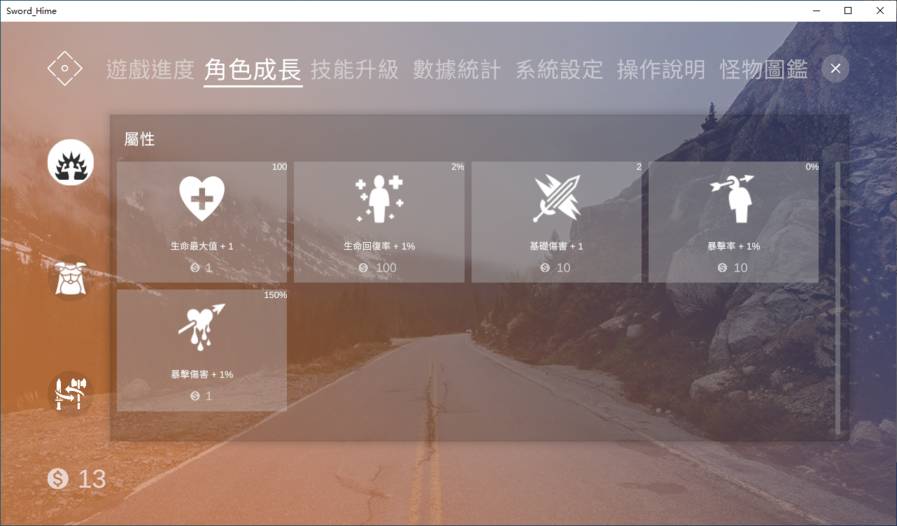 Sword_Hime
遊戲進度 角色成長 技能升級 數據統計 系統設定 操作說明 怪物圖鑑
屬性
100
生命最大值 + 1
1
2%
生命回復率 + 1%
100
2
基礎傷害 + 1
10
0%
暴擊率 + 1%
10
150%
暴擊傷害 + 1%
1
13